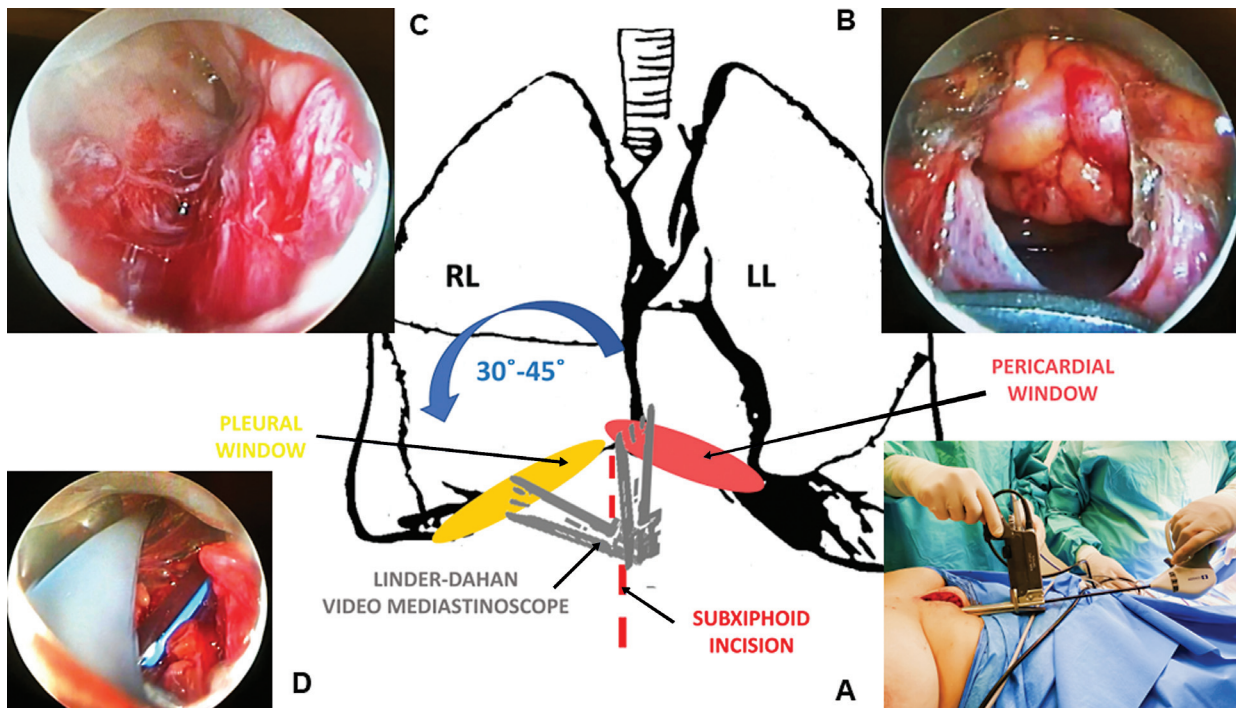 C
B
RL
LL
30°-45°
PERICARDIAL
WINDOW
PLEURAL
WINDOW
LINDER-DAHAN
VIDEO MEDIASTINOSCOPE
SUBXIPHOID
INCISION
D
A